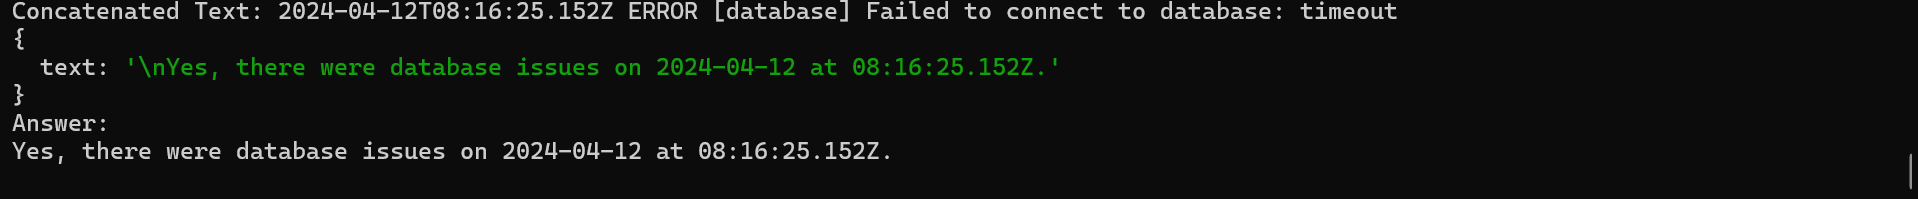 Concatenated Text: 2024-04-12T08:16:25.152Z ERROR [database] Failed to connect to database: timeout
{
  text: '\nYes, there were database issues on 2024-04-12 at 08:16:25.152Z.'
}
Answer:
Yes, there were database issues on 2024-04-12 at 08:16:25.152Z.